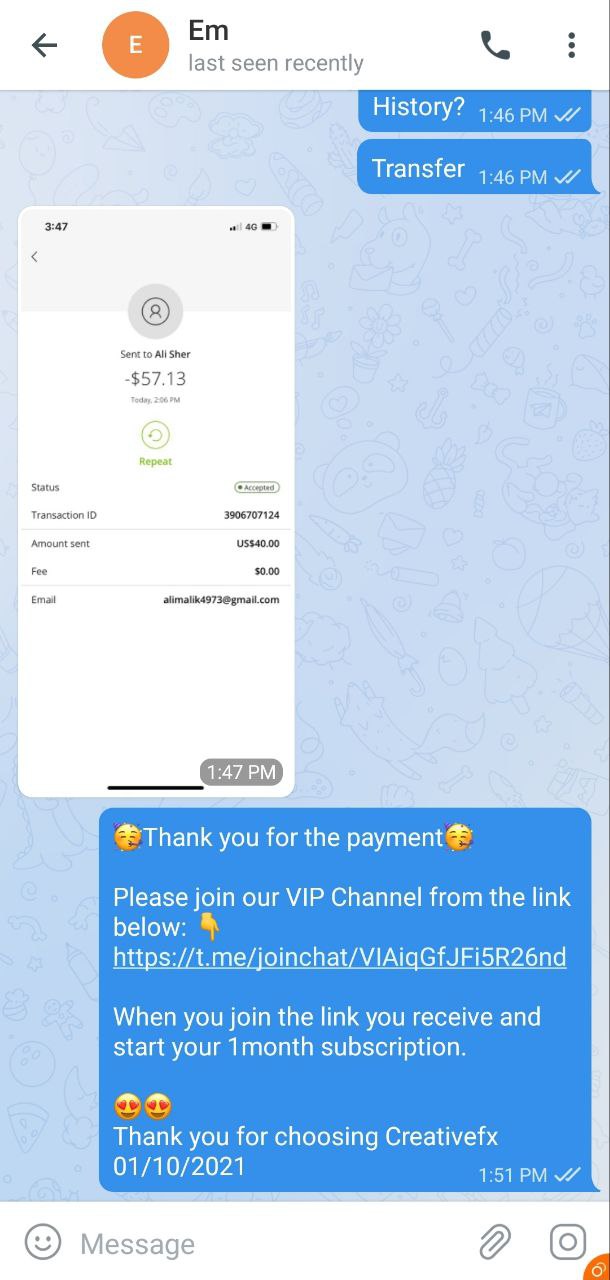 E
Em
last seen recently
History? 1:46 PM
Transfer 1:46 PM
3:47 4G
Sent to Ali Sher
-$57.13
Today, 2:06 PM
Repeat
Status Accepted
Transaction ID 3906707124
Amount sent US$40.00
Fee $0.00
Email alimalik4973@gmail.com
1:47 PM
🥳Thank you for the payment🥳
Please join our VIP Channel from the link
below: 👇
https://t.me/joinchat/VIAiqGfJFi5R26nd
When you join the link you receive and
start your 1month subscription.
😍😍
Thank you for choosing Creativefx
01/10/2021 1:51 PM
Message